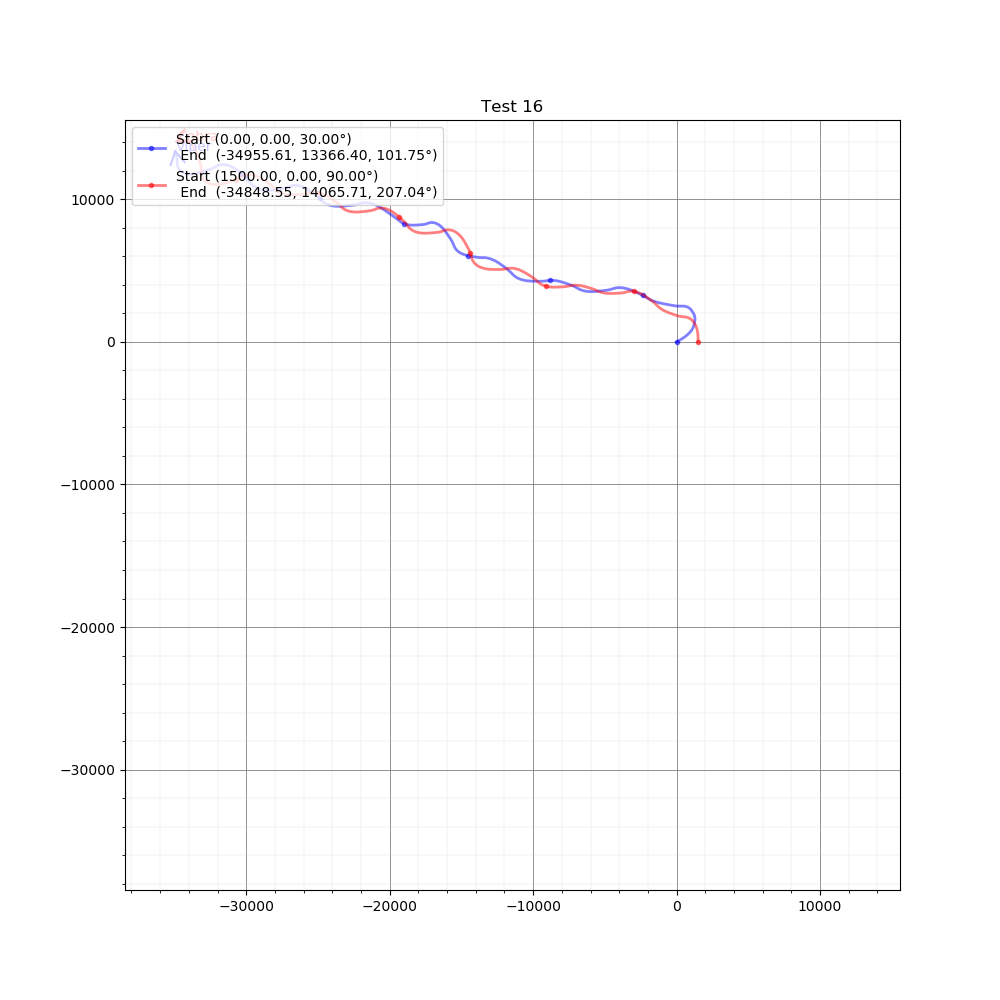 Test 16
Start (0.00, 0.00, 30.00°)
End (-34955.61, 13366.40, 101.75°)
Start (1500.00, 0.00, 90.00°)
End (-34848.55, 14065.71, 207.04°)
10000
0
−10000
−20000
−30000
−30000 −20000 −10000 0 10000